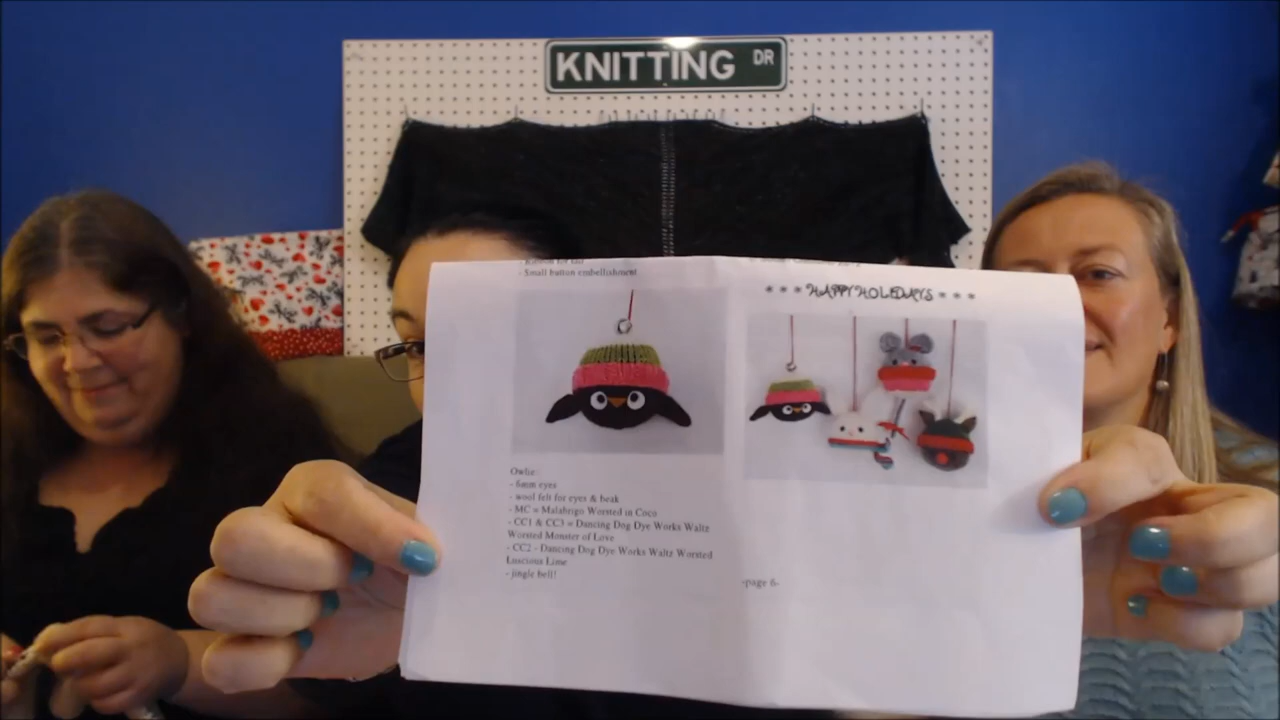 KNITTING DR
- Small button embellishment
* * * HAPPY HOLIDAYS * * *
Owlie:
- 6mm eyes
- wool felt for eyes & beak
- MC = Malabrigo Worsted in Coco
- CC1 & CC3 = Dancing Dog Dye Works Waltz
Worsted Monster of Love
- CC2 - Dancing Dog Dye Works Waltz Worsted
Luscious Lime
- jingle bell!
-page 6-